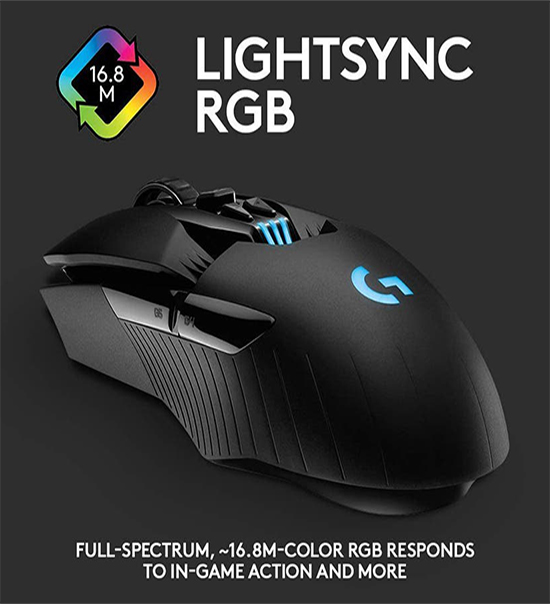 16.8
M
LIGHTSYNC
RGB
G5 G4
FULL-SPECTRUM, ~16.8M-COLOR RGB RESPONDS
TO IN-GAME ACTION AND MORE